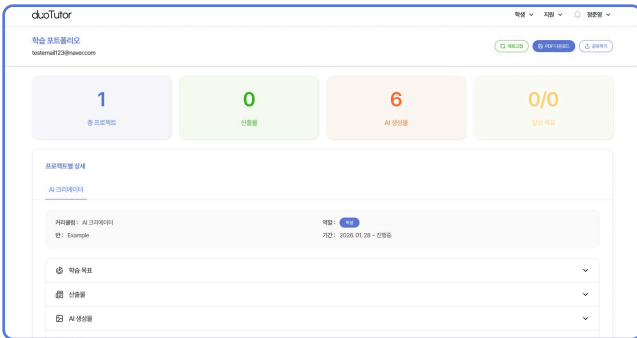 duoTutor
학생
지원
정준영
학습 포트폴리오
testemail123@naver.com
새로고침
PDF 다운로드
공유하기
1
총 프로젝트
0
산출물
6
AI 생성물
0/0
달성 목표
프로젝트별 상세
AI 크리에이터
커리큘럼 : AI 크리에이터
역할 : 학생
반 : Example
기간 : 2026. 01. 28 ~ 진행중
학습 목표
산출물
AI 생성물